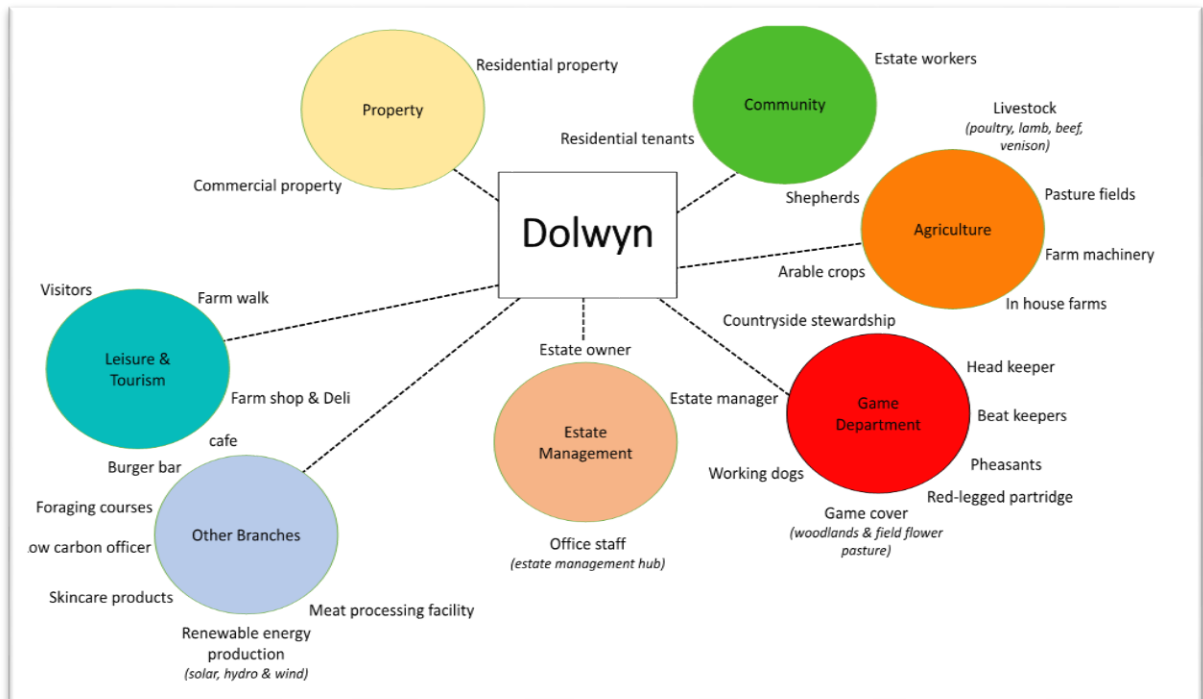 Residential property
Property
Commercial property
Estate workers
Community
Residential tenants
Livestock
(poultry, lamb, beef,
venison)
Shepherds
Pasture fields
Agriculture
Farm machinery
Arable crops
In house farms
Dolwyn
Visitors
Farm walk
Leisure &
Tourism
Farm shop & Deli
cafe
Burger bar
Estate owner
Estate manager
Estate
Management
Office staff
(estate management hub)
Countryside stewardship
Head keeper
Game
Department
Beat keepers
Working dogs
Pheasants
Red-legged partridge
Game cover
(woodlands & field flower
pasture)
Foraging courses
Other Branches
ow carbon officer
Skincare products
Meat processing facility
Renewable energy
production
(solar, hydro & wind)